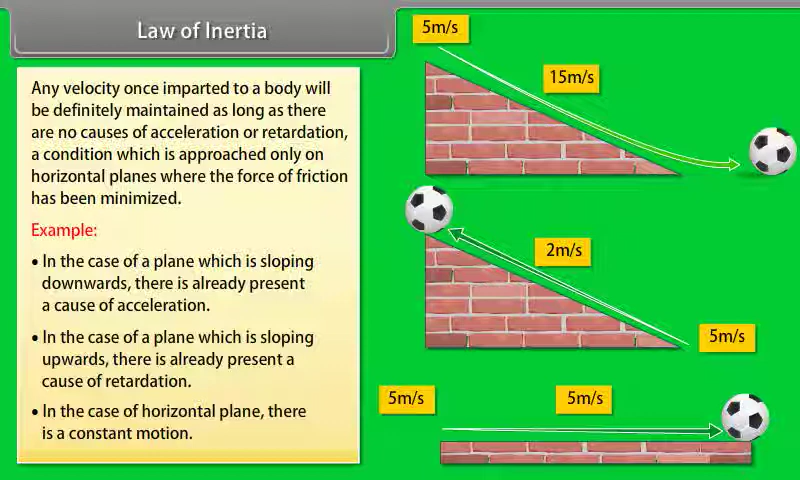 Law of Inertia
Any velocity once imparted to a body will
be definitely maintained as long as there
are no causes of acceleration or retardation,
a condition which is approached only on
horizontal planes where the force of friction
has been minimized.
Example:
• In the case of a plane which is sloping
downwards, there is already present
a cause of acceleration.
• In the case of a plane which is sloping
upwards, there is already present a
cause of retardation.
• In the case of horizontal plane, there
is a constant motion.
5m/s
15m/s
2m/s
5m/s
5m/s
5m/s